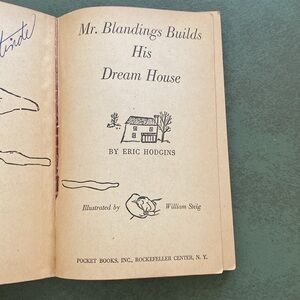 Mr. Blandings Builds
His
Dream House
BY ERIC HODGINS
Illustrated by William Steig
POCKET BOOKS, INC., ROCKEFELLER CENTER, N. Y.